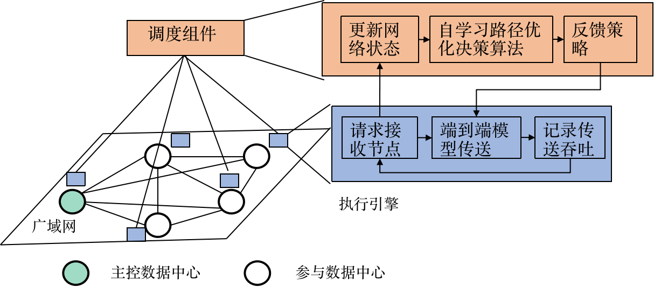 调度组件
更新网
络状态
自学习路径优
化决策算法
反馈策
略
请求接
收节点
端到端模
型传送
记录传
送吞吐
执行引擎
广域网
主控数据中心
参与数据中心